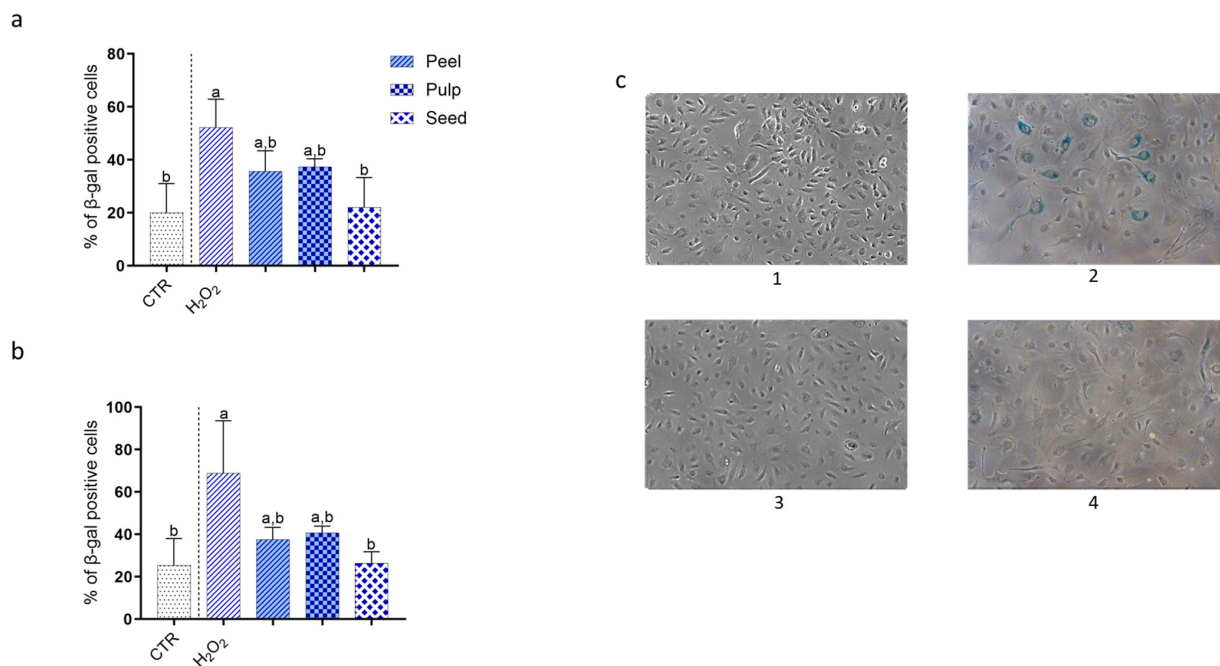 a
% of β-gal positive cells
80
60
40
20
0
b
a
a,b
a,b
b
CTR
H₂O₂
Peel
Pulp
Seed
b
% of β-gal positive cells
100
80
60
40
20
0
b
a
a,b
a,b
b
CTR
H₂O₂
c
1
2
3
4